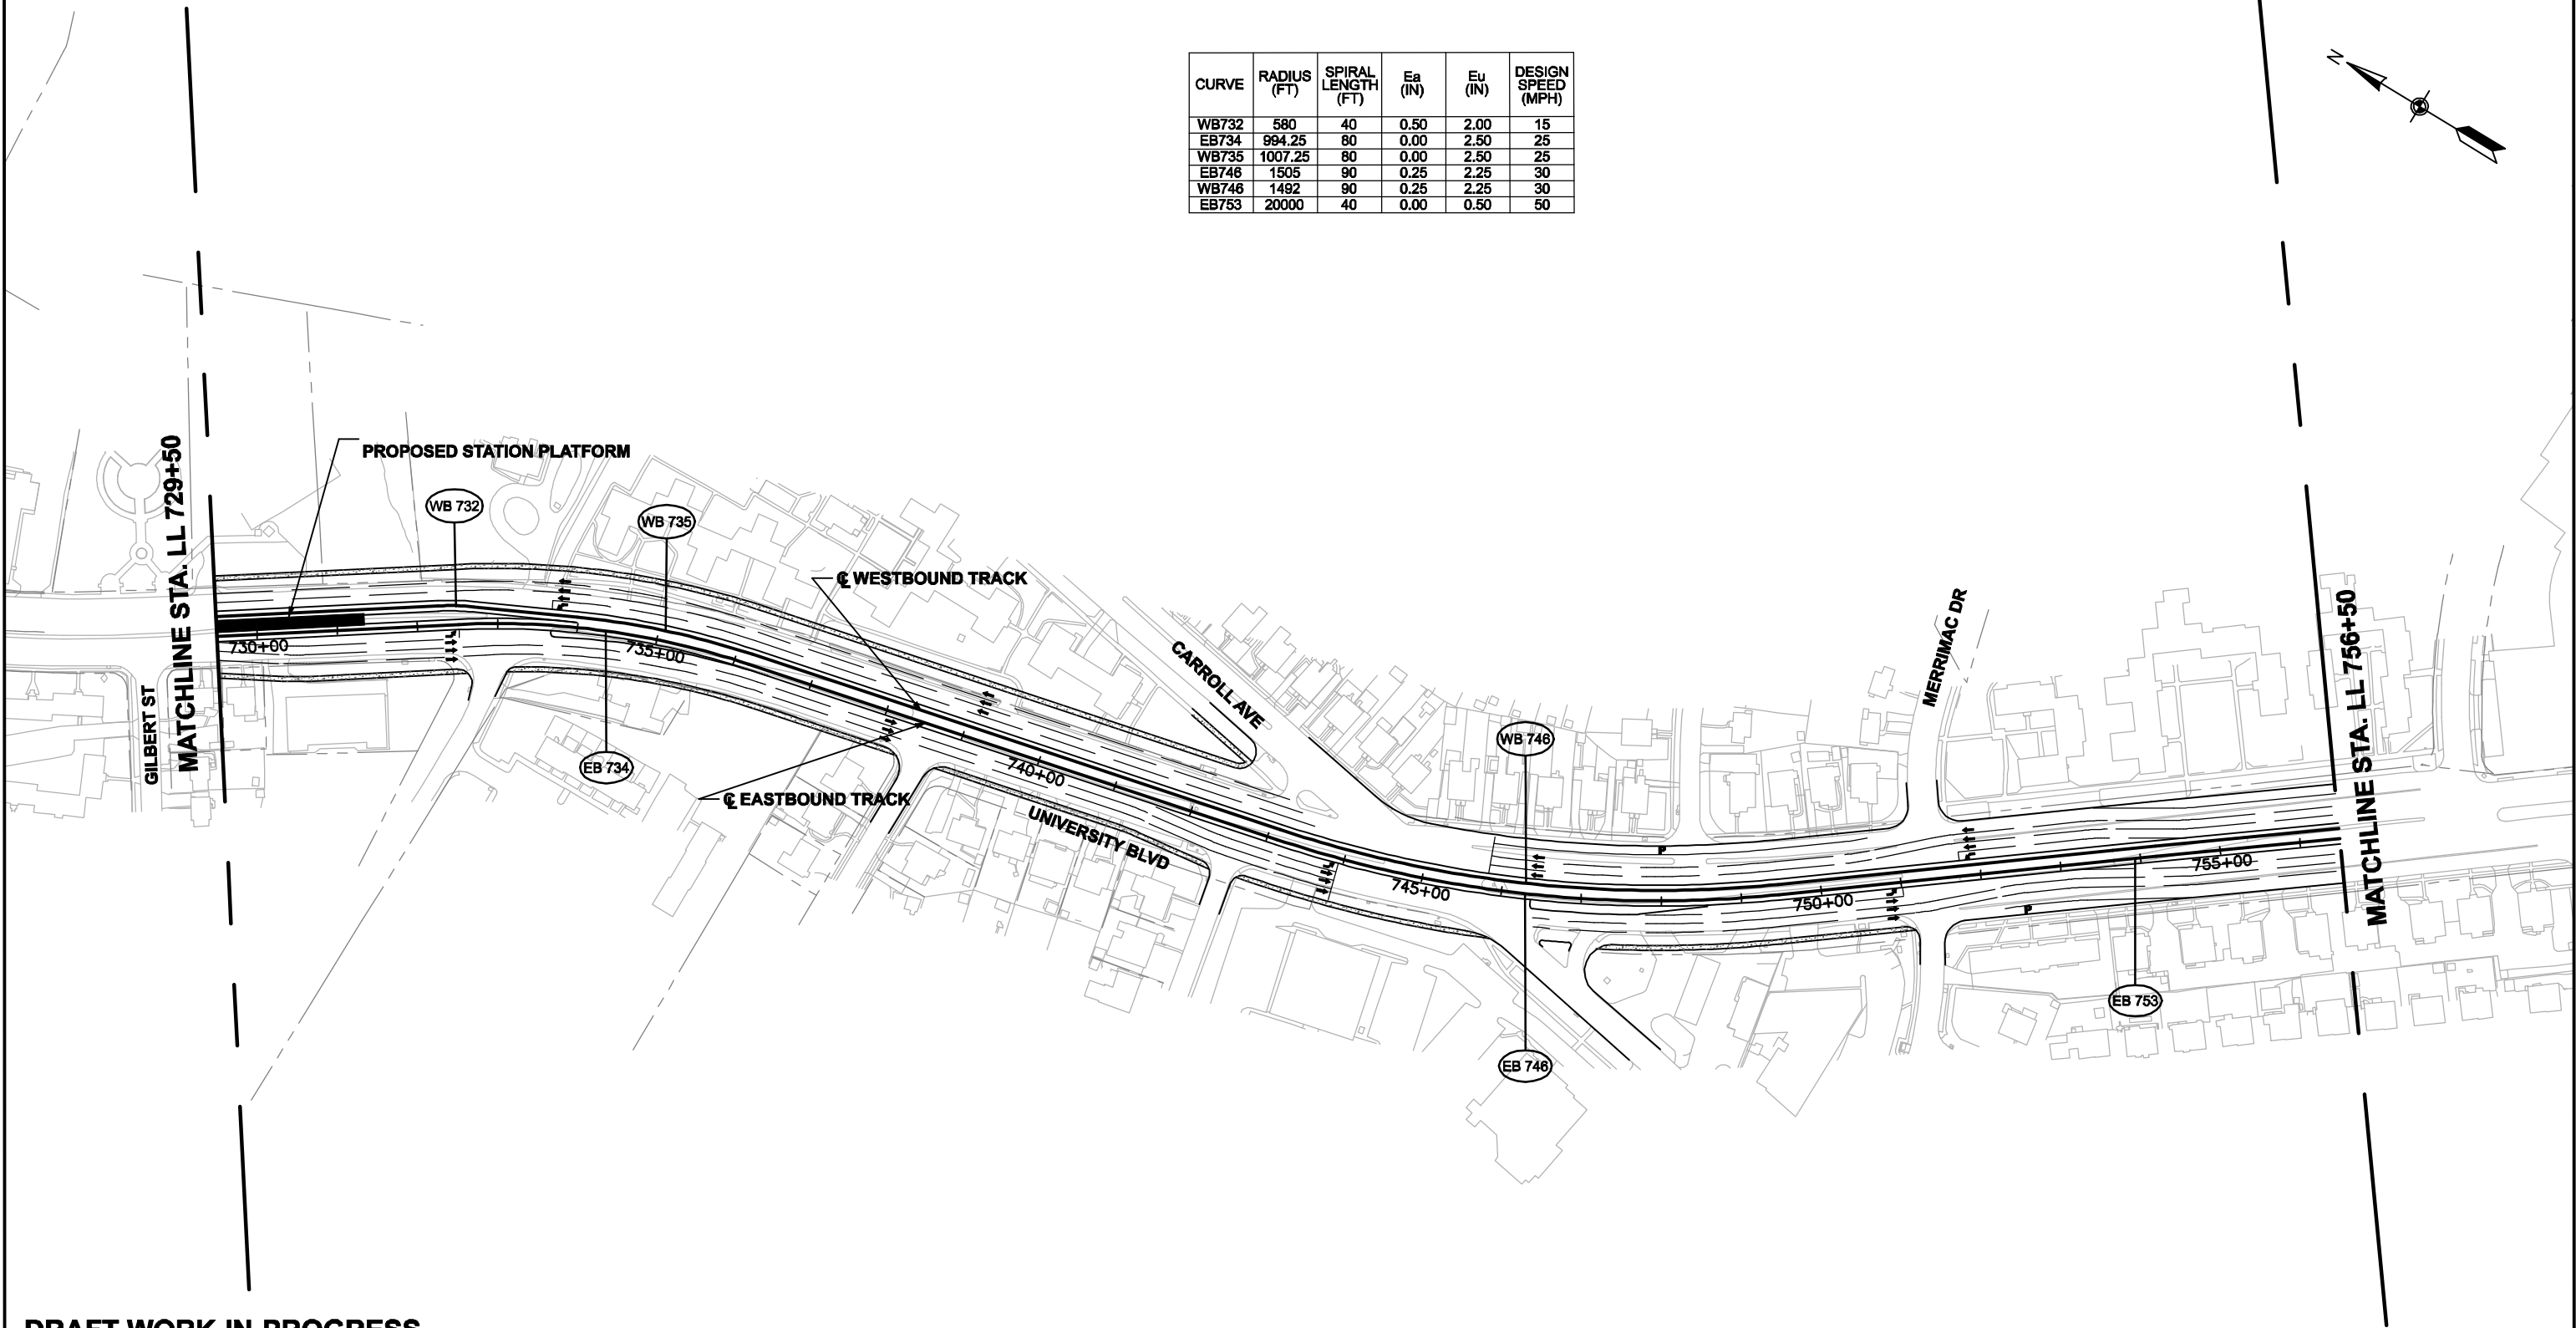 CURVE RADIUS (FT) SPIRAL LENGTH (FT) Ea (IN) Eu (IN) DESIGN SPEED (MPH)
WB732 580 40 0.50 2.00 15
EB734 994.25 80 0.00 2.50 25
WB735 1007.25 80 0.00 2.50 25
EB746 1505 90 0.25 2.25 30
WB746 1492 90 0.25 2.25 30
EB753 20000 40 0.00 0.50 50
N
PROPOSED STATION PLATFORM
WB 732
WB 735
℄ WESTBOUND TRACK
MATCHLINE STA. LL 729+50
GILBERT ST
730+00
735+00
EB 734
℄ EASTBOUND TRACK
740+00
UNIVERSITY BLVD
CARROLL AVE
WB 746
745+00
P
MERRIMAC DR
750+00
P
755+00
MATCHLINE STA. LL 756+50
EB 753
EB 746
DRAFT WORK IN PROGRESS